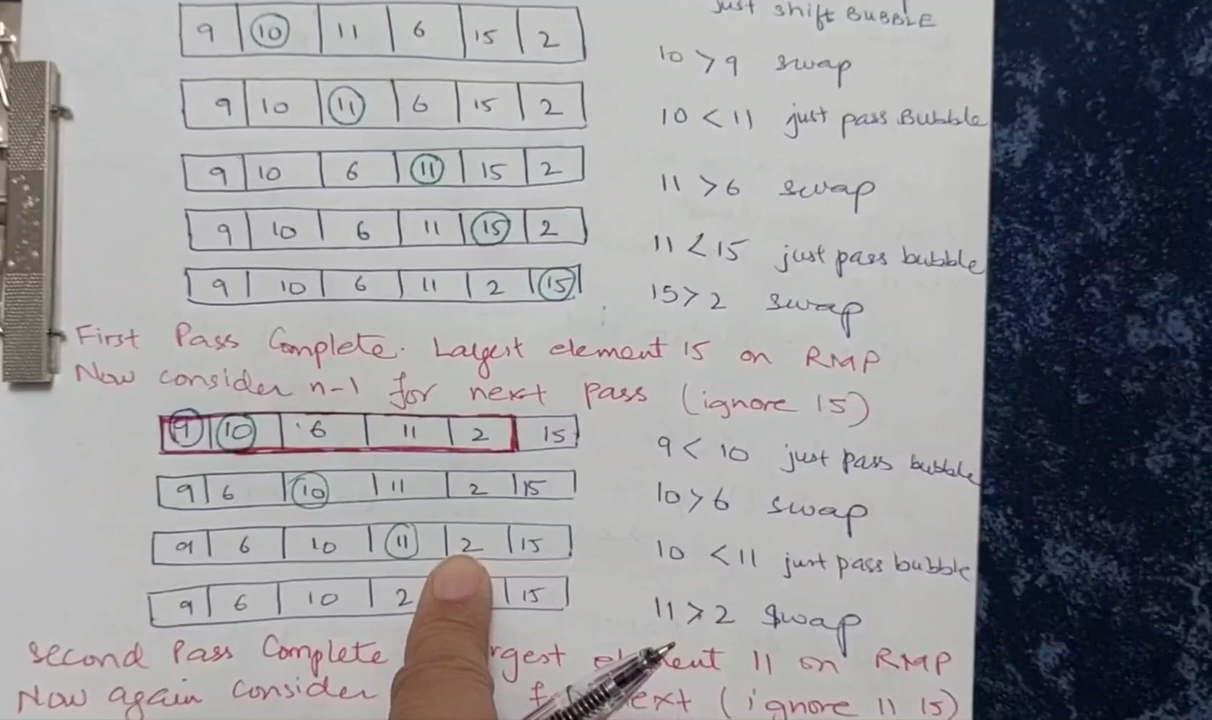 just shift BUBBLE
9 10 11 6 15 2
10 > 9 swap
9 10 11 6 15 2
10 < 11 just pass Bubble
9 10 6 11 15 2
11 > 6 swap
9 10 6 11 15 2
11 < 15 just pass bubble
9 10 6 11 2 15
15 > 2 swap
First Pass Complete. Largest element 15 on RMP
Now consider n-1 for next pass (ignore 15)
9 10 6 11 2 15
9 < 10 just pass bubble
9 6 10 11 2 15
10 > 6 swap
9 6 10 11 2 15
10 < 11 just pass bubble
9 6 10 2 15
11 > 2 swap
Second Pass Complete element 11 on RMP
Now again consider (ignore 11 15)